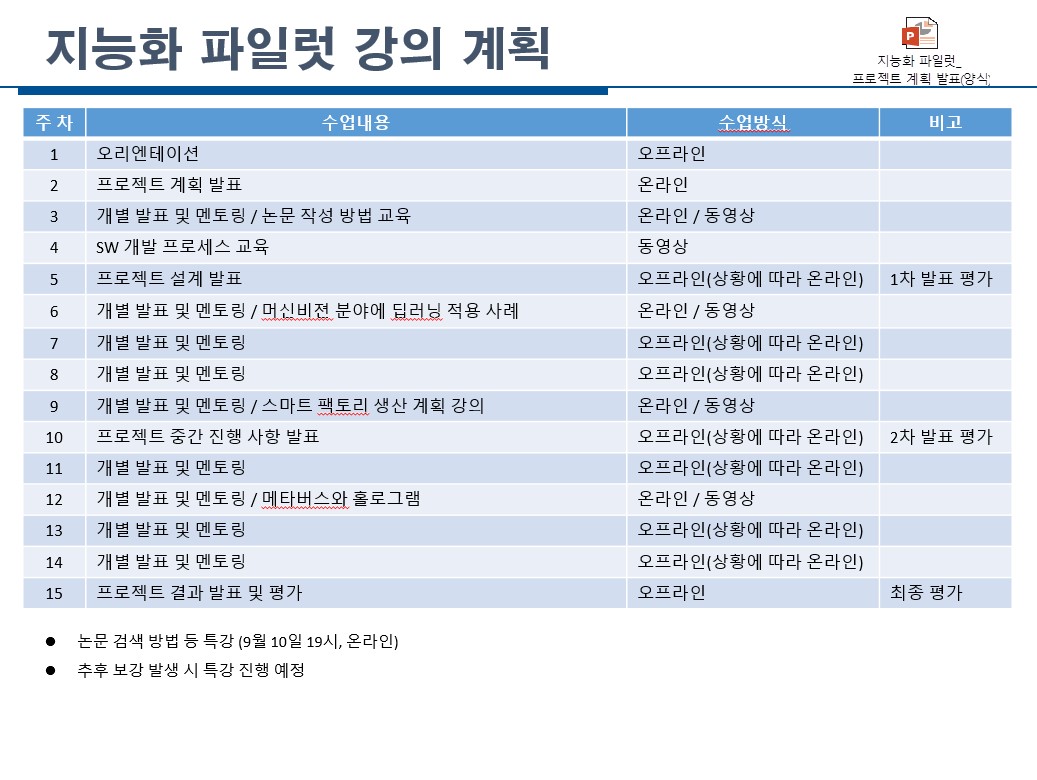 지능화 파일럿 강의 계획
지능화 파일럿_
프로젝트 계획 발표(양식)
주 차 수업내용 수업방식 비고
1 오리엔테이션 오프라인
2 프로젝트 계획 발표 온라인
3 개별 발표 및 멘토링 / 논문 작성 방법 교육 온라인 / 동영상
4 SW 개발 프로세스 교육 동영상
5 프로젝트 설계 발표 오프라인(상황에 따라 온라인) 1차 발표 평가
6 개별 발표 및 멘토링 / 머신비젼 분야에 딥러닝 적용 사례 온라인 / 동영상
7 개별 발표 및 멘토링 오프라인(상황에 따라 온라인)
8 개별 발표 및 멘토링 오프라인(상황에 따라 온라인)
9 개별 발표 및 멘토링 / 스마트 팩토리 생산 계획 강의 온라인 / 동영상
10 프로젝트 중간 진행 사항 발표 오프라인(상황에 따라 온라인) 2차 발표 평가
11 개별 발표 및 멘토링 오프라인(상황에 따라 온라인)
12 개별 발표 및 멘토링 / 메타버스와 홀로그램 온라인 / 동영상
13 개별 발표 및 멘토링 오프라인(상황에 따라 온라인)
14 개별 발표 및 멘토링 오프라인(상황에 따라 온라인)
15 프로젝트 결과 발표 및 평가 오프라인 최종 평가
● 논문 검색 방법 등 특강 (9월 10일 19시, 온라인)
● 추후 보강 발생 시 특강 진행 예정